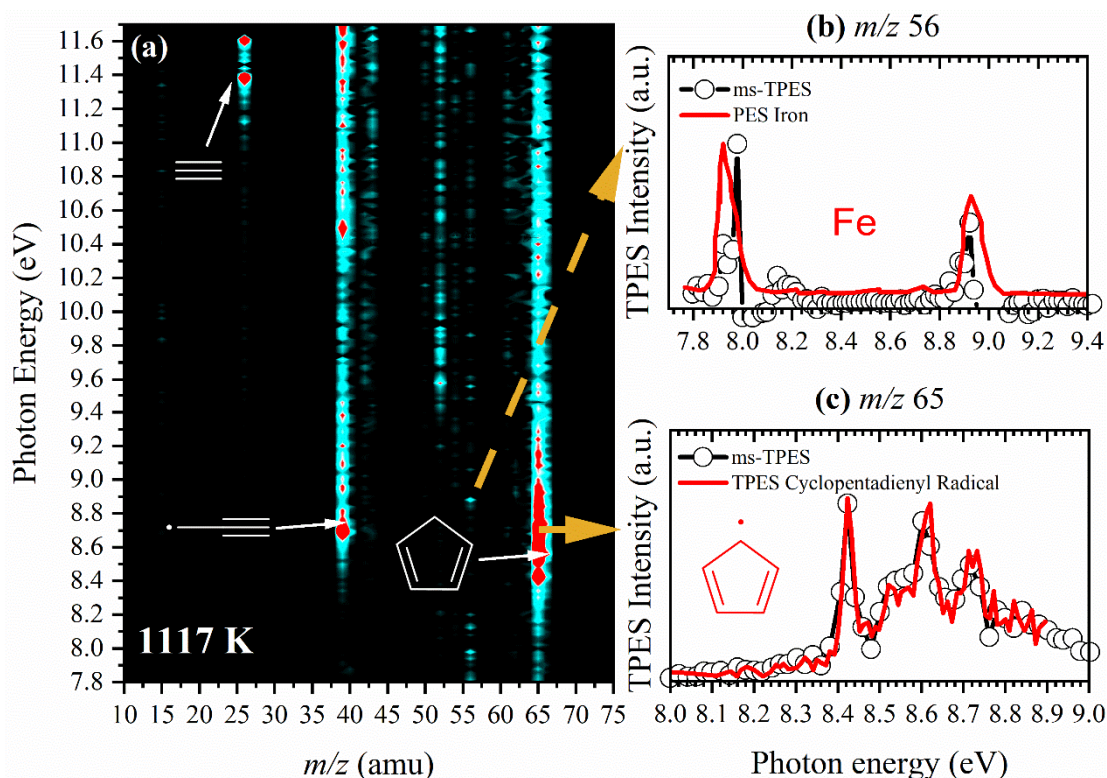 (a)
Photon Energy (eV)
11.6
11.4
11.2
11.0
10.8
10.6
10.4
10.2
10.0
9.8
9.6
9.4
9.2
9.0
8.8
8.6
8.4
8.2
8.0
7.8
1117 K
10 15 20 25 30 35 40 45 50 55 60 65 70 75
m/z (amu)
(b) m/z 56
TPES Intensity (a.u.)
ms-TPES
PES Iron
Fe
7.8 8.0 8.2 8.4 8.6 8.8 9.0 9.2 9.4
(c) m/z 65
TPES Intensity (a.u.)
ms-TPES
TPES Cyclopentadienyl Radical
8.0 8.1 8.2 8.3 8.4 8.5 8.6 8.7 8.8 8.9 9.0
Photon energy (eV)